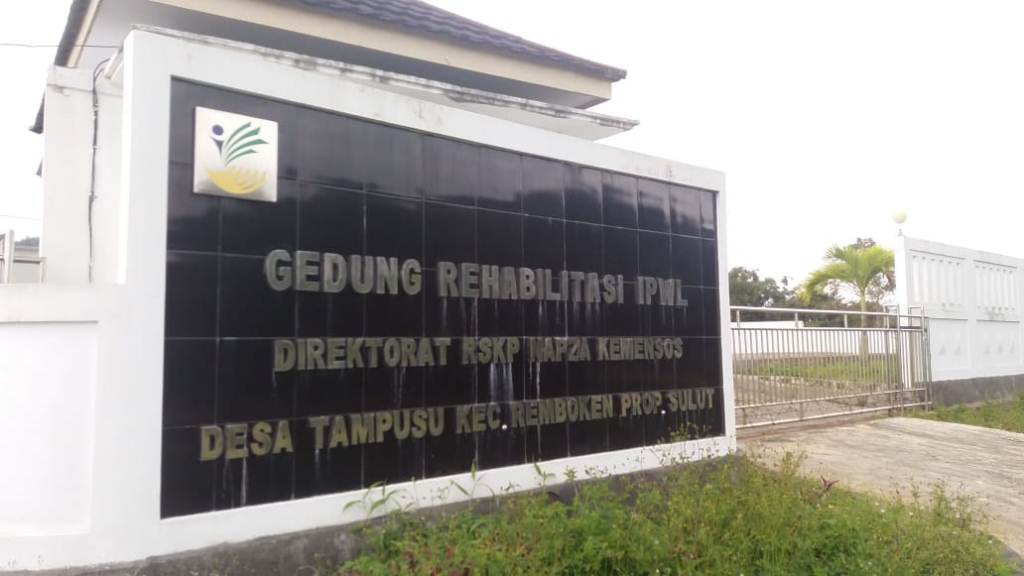 GEDUNG REHABILITASI IPWL
DIREKTORAT RSKP NAPZA KEMENSOS
DESA TAMPUSU KEC. REMBOKEN PROP. SULUT